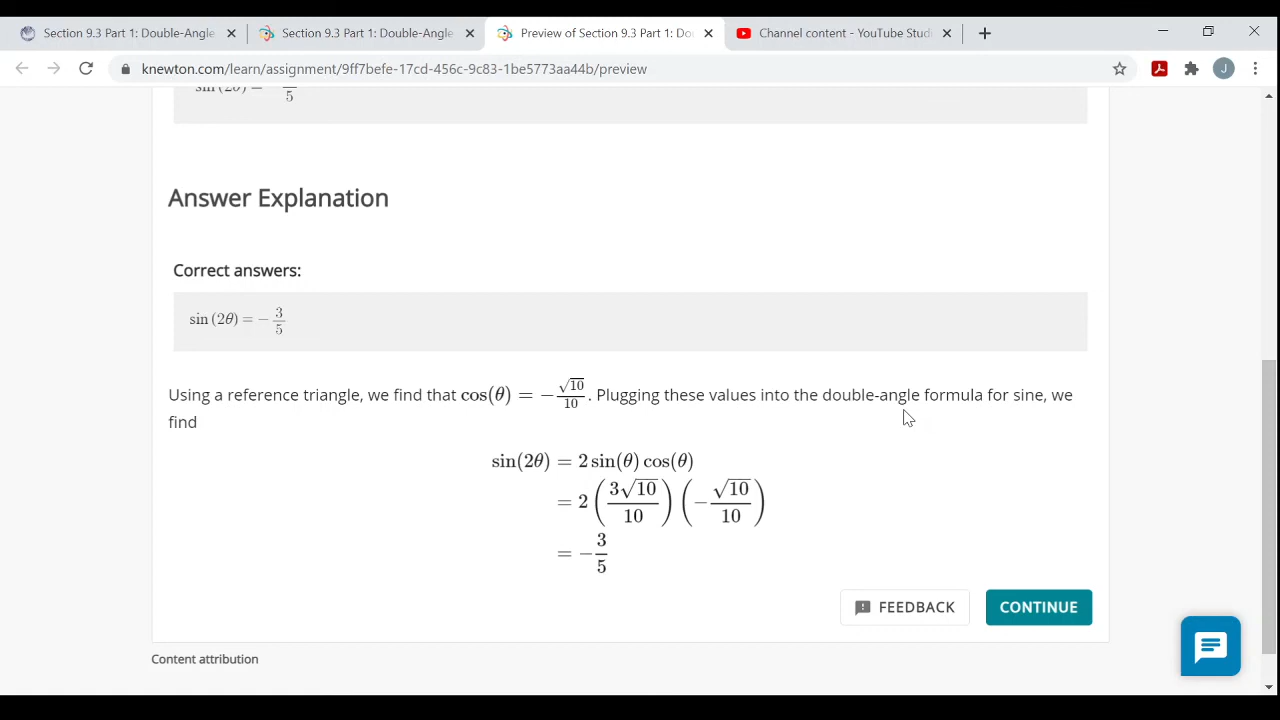 Section 9.3 Part 1: Double-Angle
Section 9.3 Part 1: Double-Angle
Preview of Section 9.3 Part 1: Do
Channel content - YouTube Stud
knewton.com/learn/assignment/9ff7befe-17cd-456c-9c83-1be5773aa44b/preview
J
sin (2θ) = −3/5
Answer Explanation
Correct answers:
sin (2θ) = −3/5
Using a reference triangle, we find that cos(θ) = −√10/10. Plugging these values into the double-angle formula for sine, we
find
sin(2θ) = 2 sin(θ) cos(θ)
= 2 (3√10/10) (−√10/10)
= −3/5
FEEDBACK
CONTINUE
Content attribution